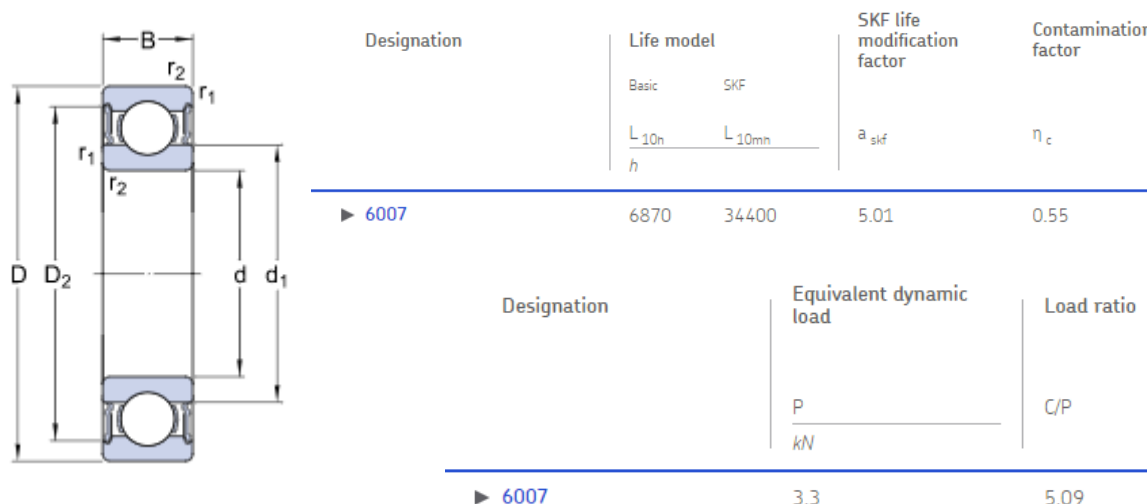 B
r2
r1
r1
r2
D D2 d d1
Designation Life model SKF life modification factor Contamination factor
Basic SKF
L 10h L 10mh a skf η c
h
▶ 6007 6870 34400 5.01 0.55
Designation Equivalent dynamic load Load ratio
P C/P
kN
▶ 6007 3.3 5.09